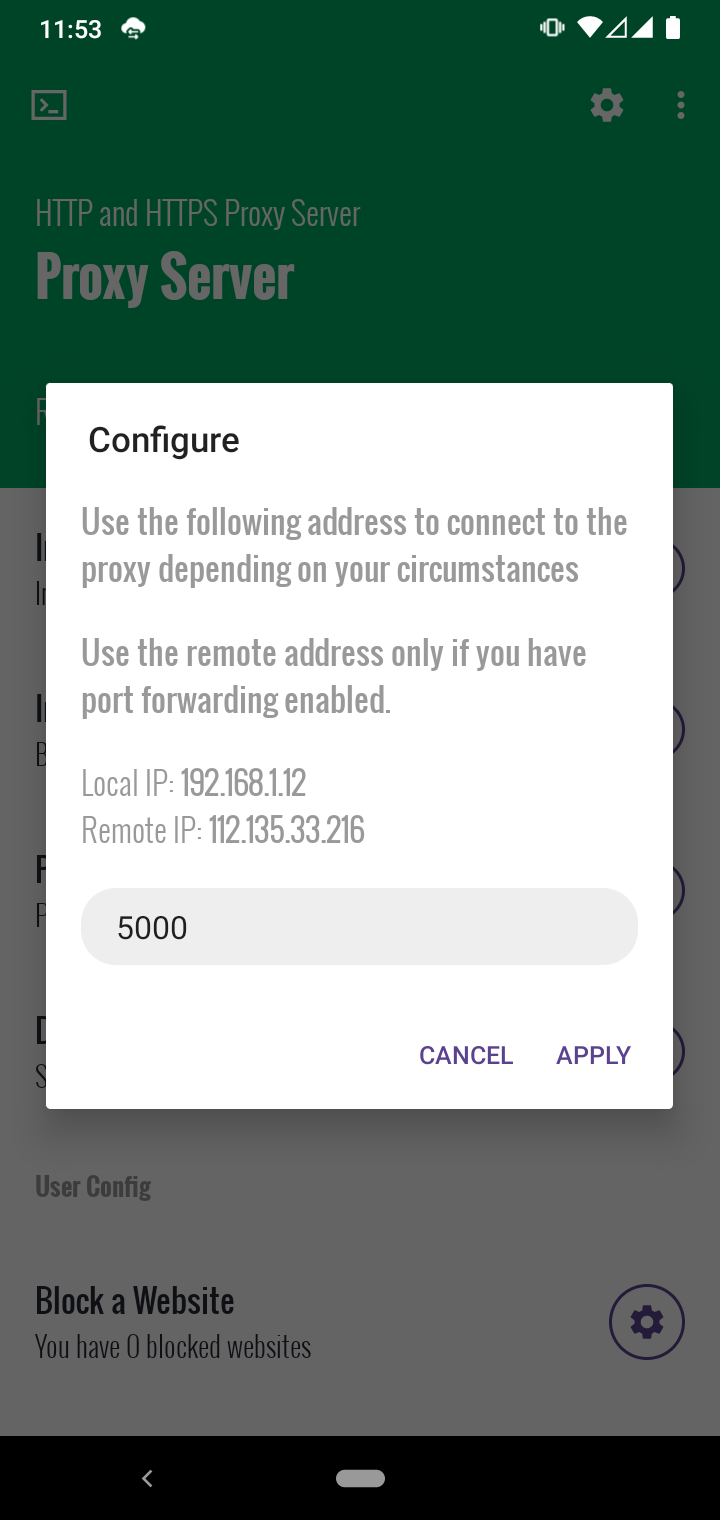 11:53
HTTP and HTTPS Proxy Server
Proxy Server
Configure
Use the following address to connect to the
proxy depending on your circumstances
Use the remote address only if you have
port forwarding enabled.
Local IP: 192.168.1.12
Remote IP: 112.135.33.216
5000
CANCEL APPLY
User Config
Block a Website
You have 0 blocked websites